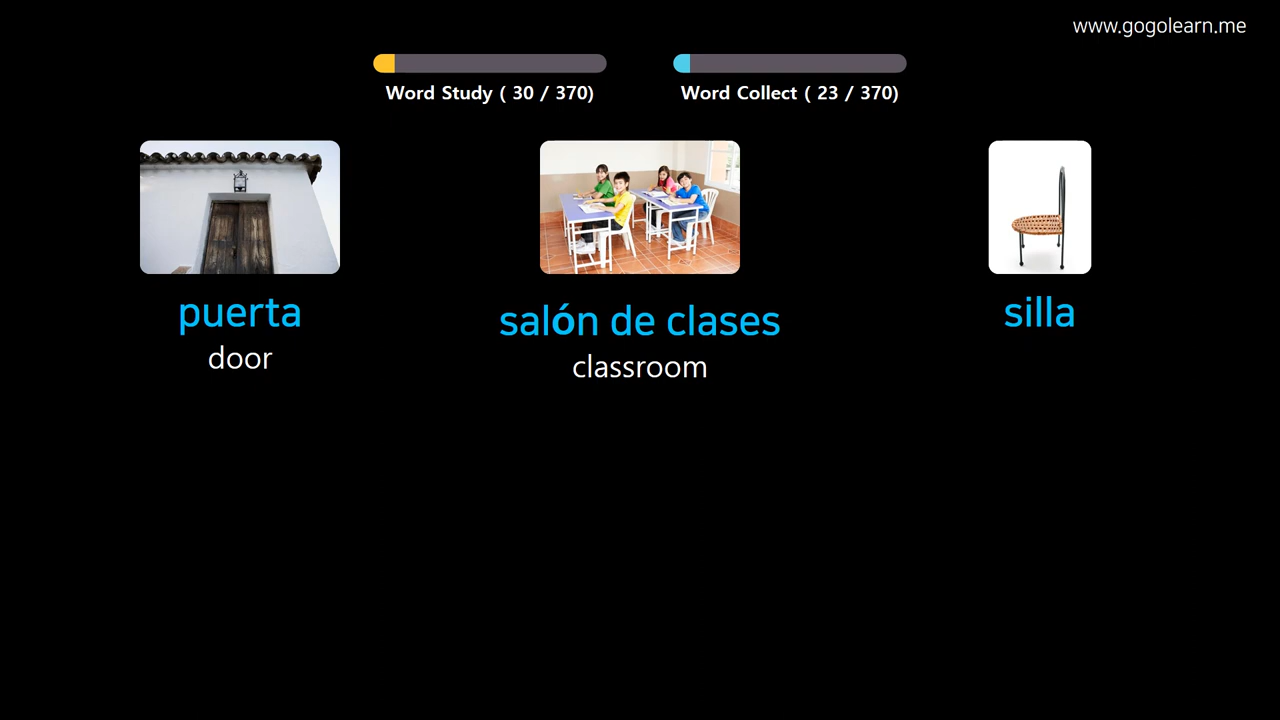 www.gogolearn.me
Word Study ( 30 / 370)
Word Collect ( 23 / 370)
puerta
door
salón de clases
classroom
silla